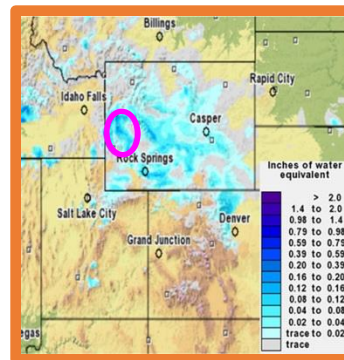 Billings
Rapid City
Idaho Falls
Casper
Rock Springs
Inches of water
equivalent
> 2.0
1.4 to 2.0
0.98 to 1.4
0.79 to 0.98
0.59 to 0.79
0.39 to 0.59
0.20 to 0.39
0.16 to 0.20
0.12 to 0.16
0.08 to 0.12
0.04 to 0.08
0.02 to 0.04
trace to 0.02
trace
Salt Lake City
Denver
Grand Junction
egas